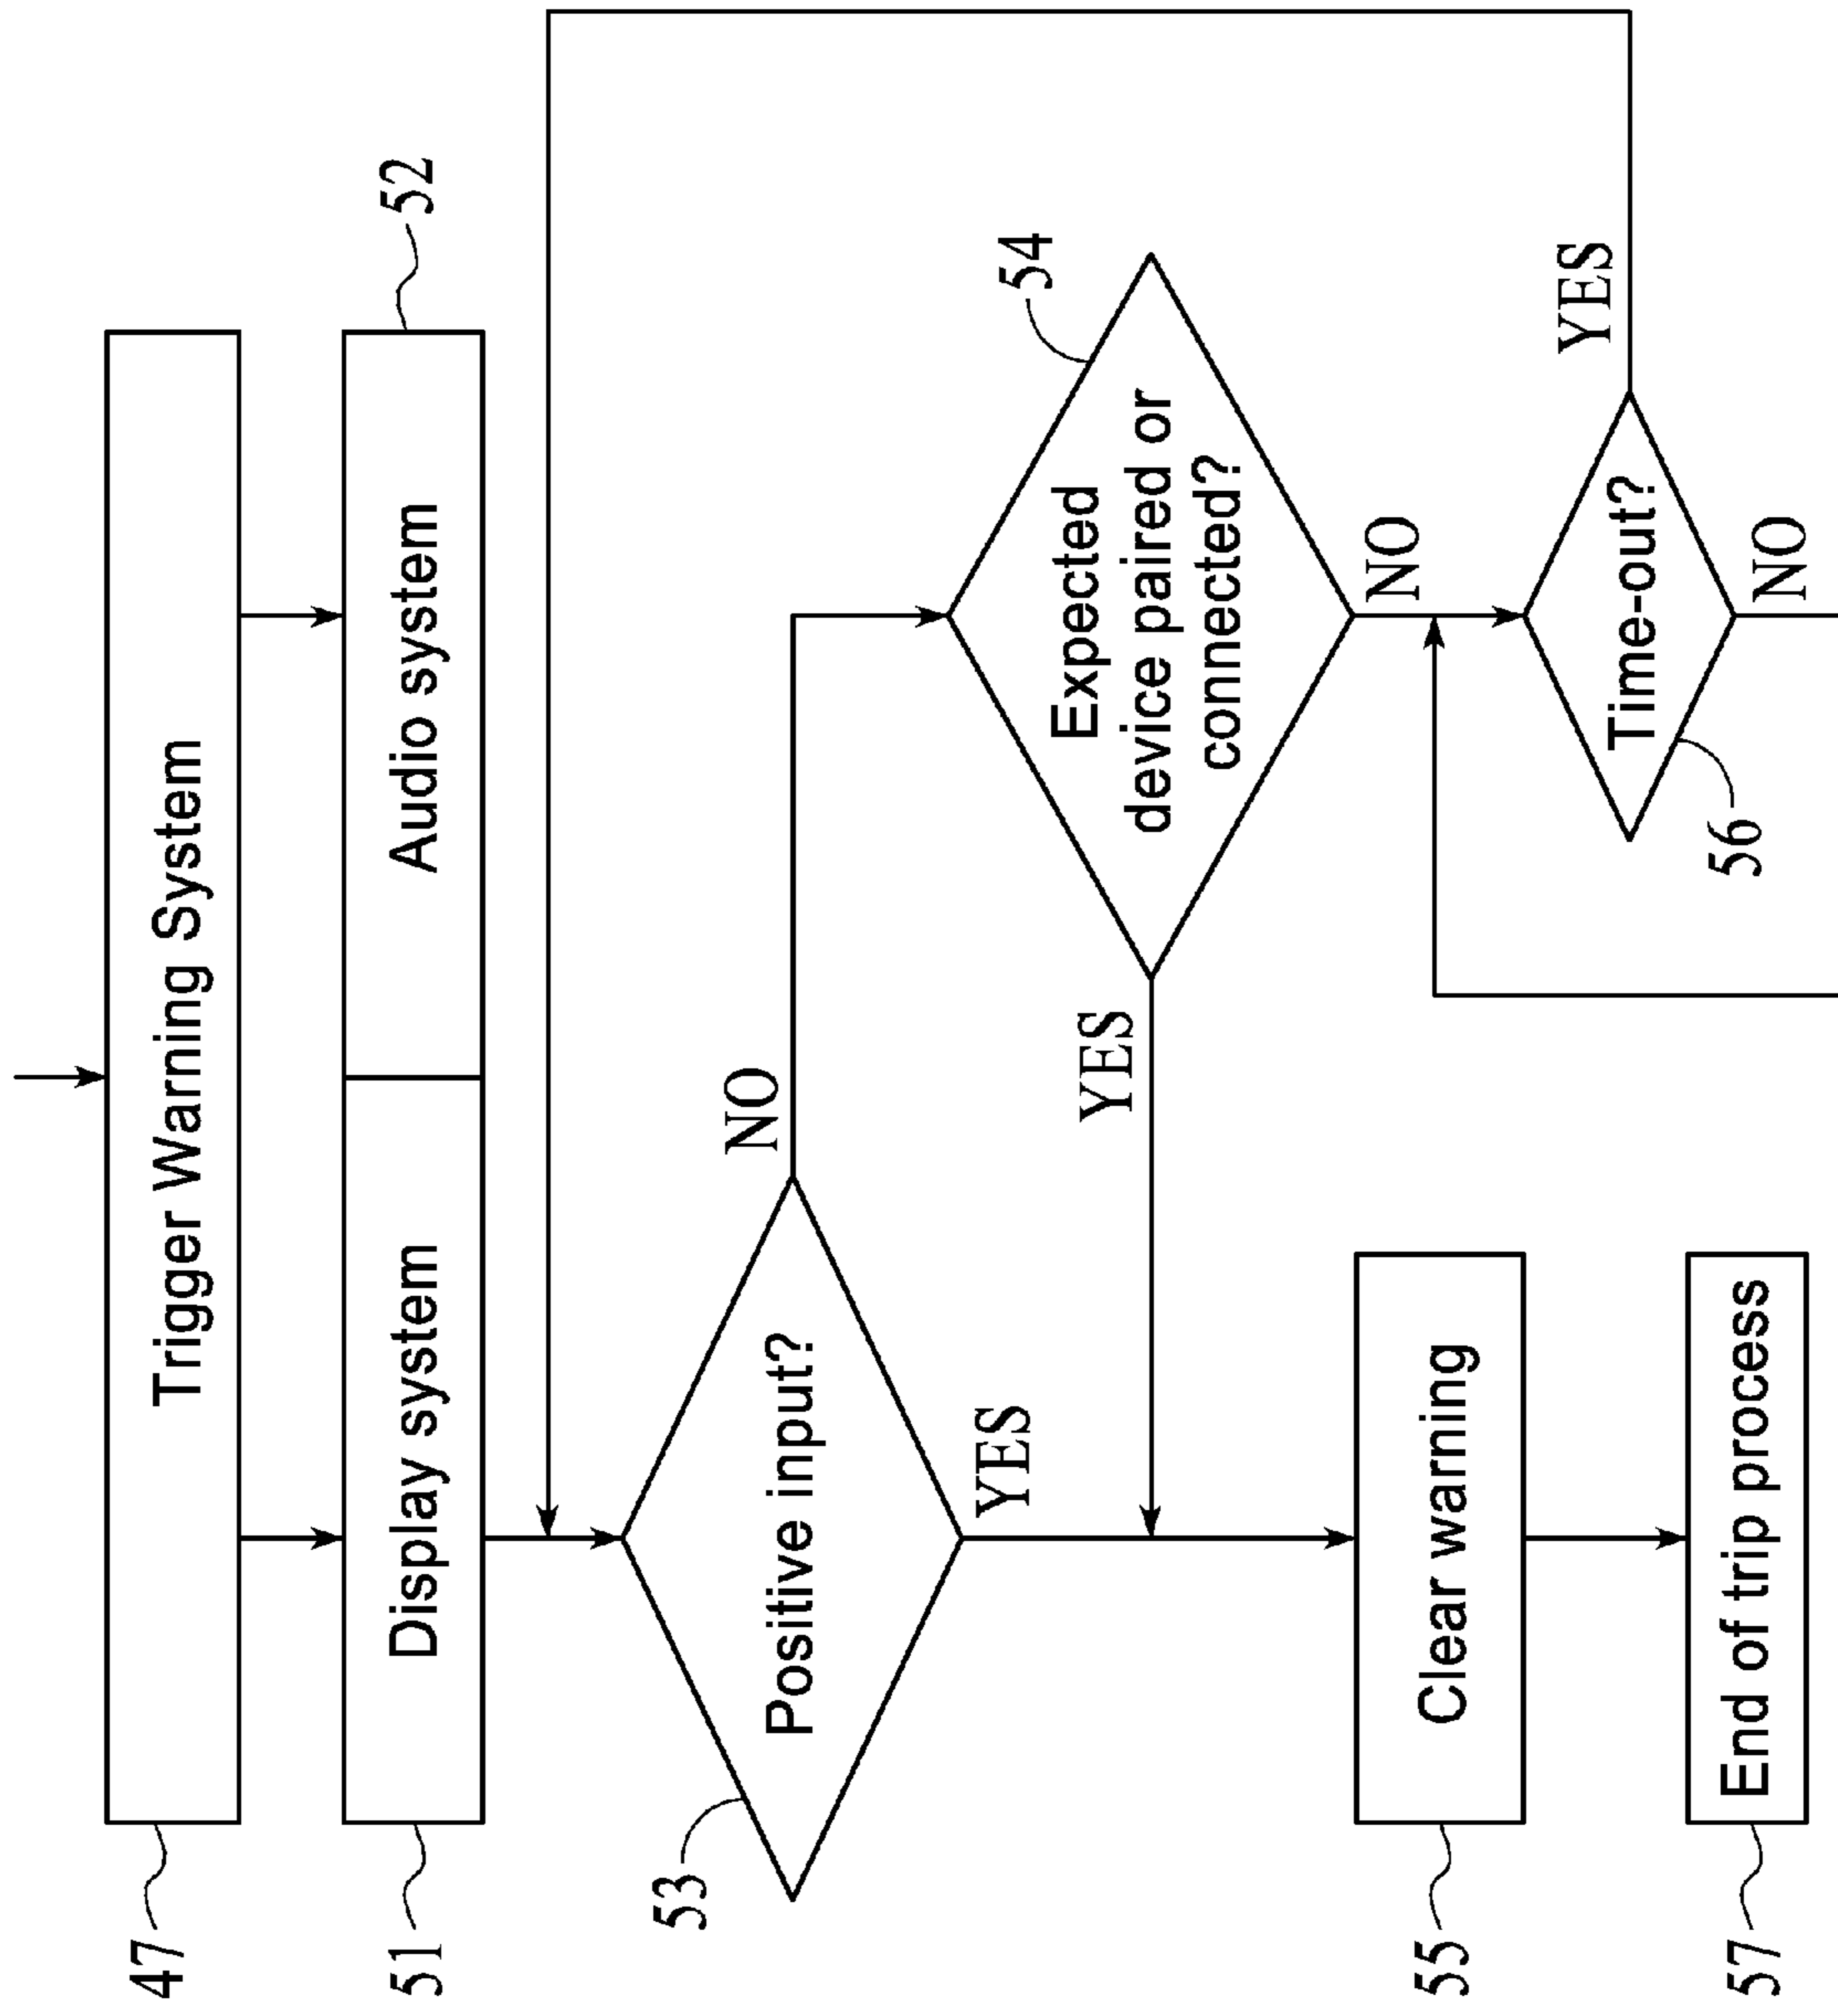 47
Trigger Warning System
51
Display system
Audio system
52
53
Positive input?
NO
YES
54
Expected
device paired or
connected?
YES
NO
55
Clear warning
56
Time-out?
YES
NO
57
End of trip process